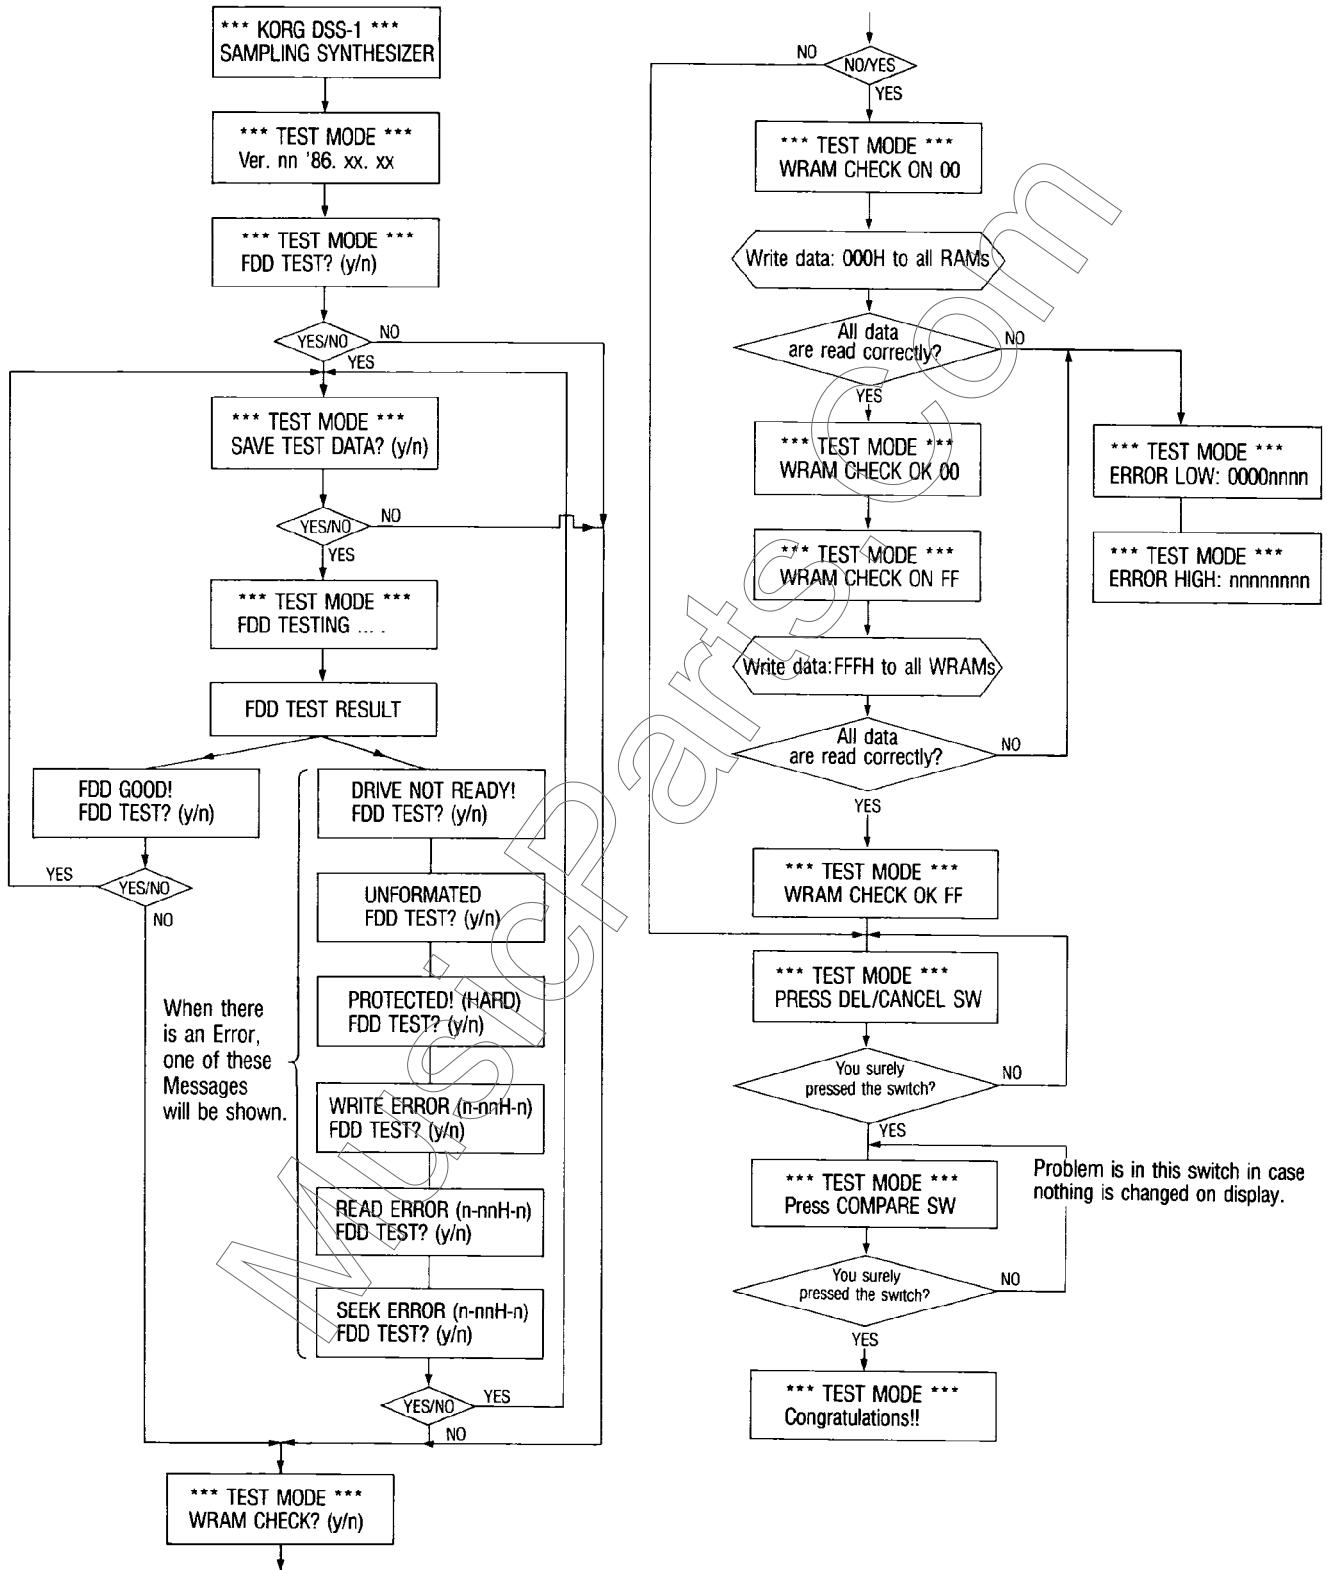 *** KORG DSS-1 ***
SAMPLING SYNTHESIZER
*** TEST MODE ***
Ver. nn '86. xx. xx
*** TEST MODE ***
FDD TEST? (y/n)
YES/NO
NO
YES
*** TEST MODE ***
SAVE TEST DATA? (y/n)
YES/NO
NO
YES
*** TEST MODE ***
FDD TESTING ... .
FDD TEST RESULT
FDD GOOD!
FDD TEST? (y/n)
YES
YES/NO
NO
When there
is an Error,
one of these
Messages
will be shown.
DRIVE NOT READY!
FDD TEST? (y/n)
UNFORMATED
FDD TEST? (y/n)
PROTECTED! (HARD)
FDD TEST? (y/n)
WRITE ERROR (n-nnH-n)
FDD TEST? (y/n)
READ ERROR (n-nnH-n)
FDD TEST? (y/n)
SEEK ERROR (n-nnH-n)
FDD TEST? (y/n)
YES/NO
YES
NO
*** TEST MODE ***
WRAM CHECK? (y/n)
NO
NO/YES
YES
*** TEST MODE ***
WRAM CHECK ON 00
Write data: 000H to all RAMs
All data
are read correctly?
NO
YES
*** TEST MODE ***
WRAM CHECK OK 00
*** TEST MODE ***
ERROR LOW: 0000nnnn
*** TEST MODE ***
ERROR HIGH: nnnnnnnn
*** TEST MODE ***
WRAM CHECK ON FF
Write data:FFFH to all WRAMs
All data
are read correctly?
NO
YES
*** TEST MODE ***
WRAM CHECK OK FF
*** TEST MODE ***
PRESS DEL/CANCEL SW
You surely
pressed the switch?
NO
YES
*** TEST MODE ***
Press COMPARE SW
Problem is in this switch in case
nothing is changed on display.
You surely
pressed the switch?
NO
YES
*** TEST MODE ***
Congratulations!!
MusicParts.Com